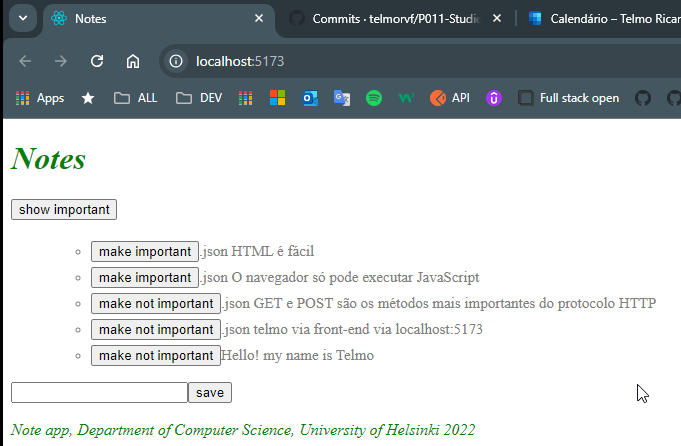 Notes
Commits · telmorvf/P011-Studie
Calendário – Telmo Ricar
localhost:5173
Apps
ALL
DEV
API
Full stack open
Notes
show important
make important.json HTML é fácil
make important.json O navegador só pode executar JavaScript
make not important.json GET e POST são os métodos mais importantes do protocolo HTTP
make not important.json telmo via front-end via localhost:5173
make not importantHello! my name is Telmo
save
Note app, Department of Computer Science, University of Helsinki 2022